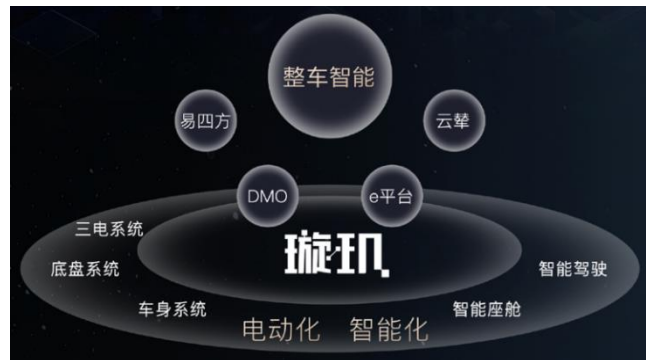 整车智能
易四方
云辇
DMO
e平台
三电系统
璇玑
底盘系统
智能驾驶
车身系统
智能座舱
电动化 智能化